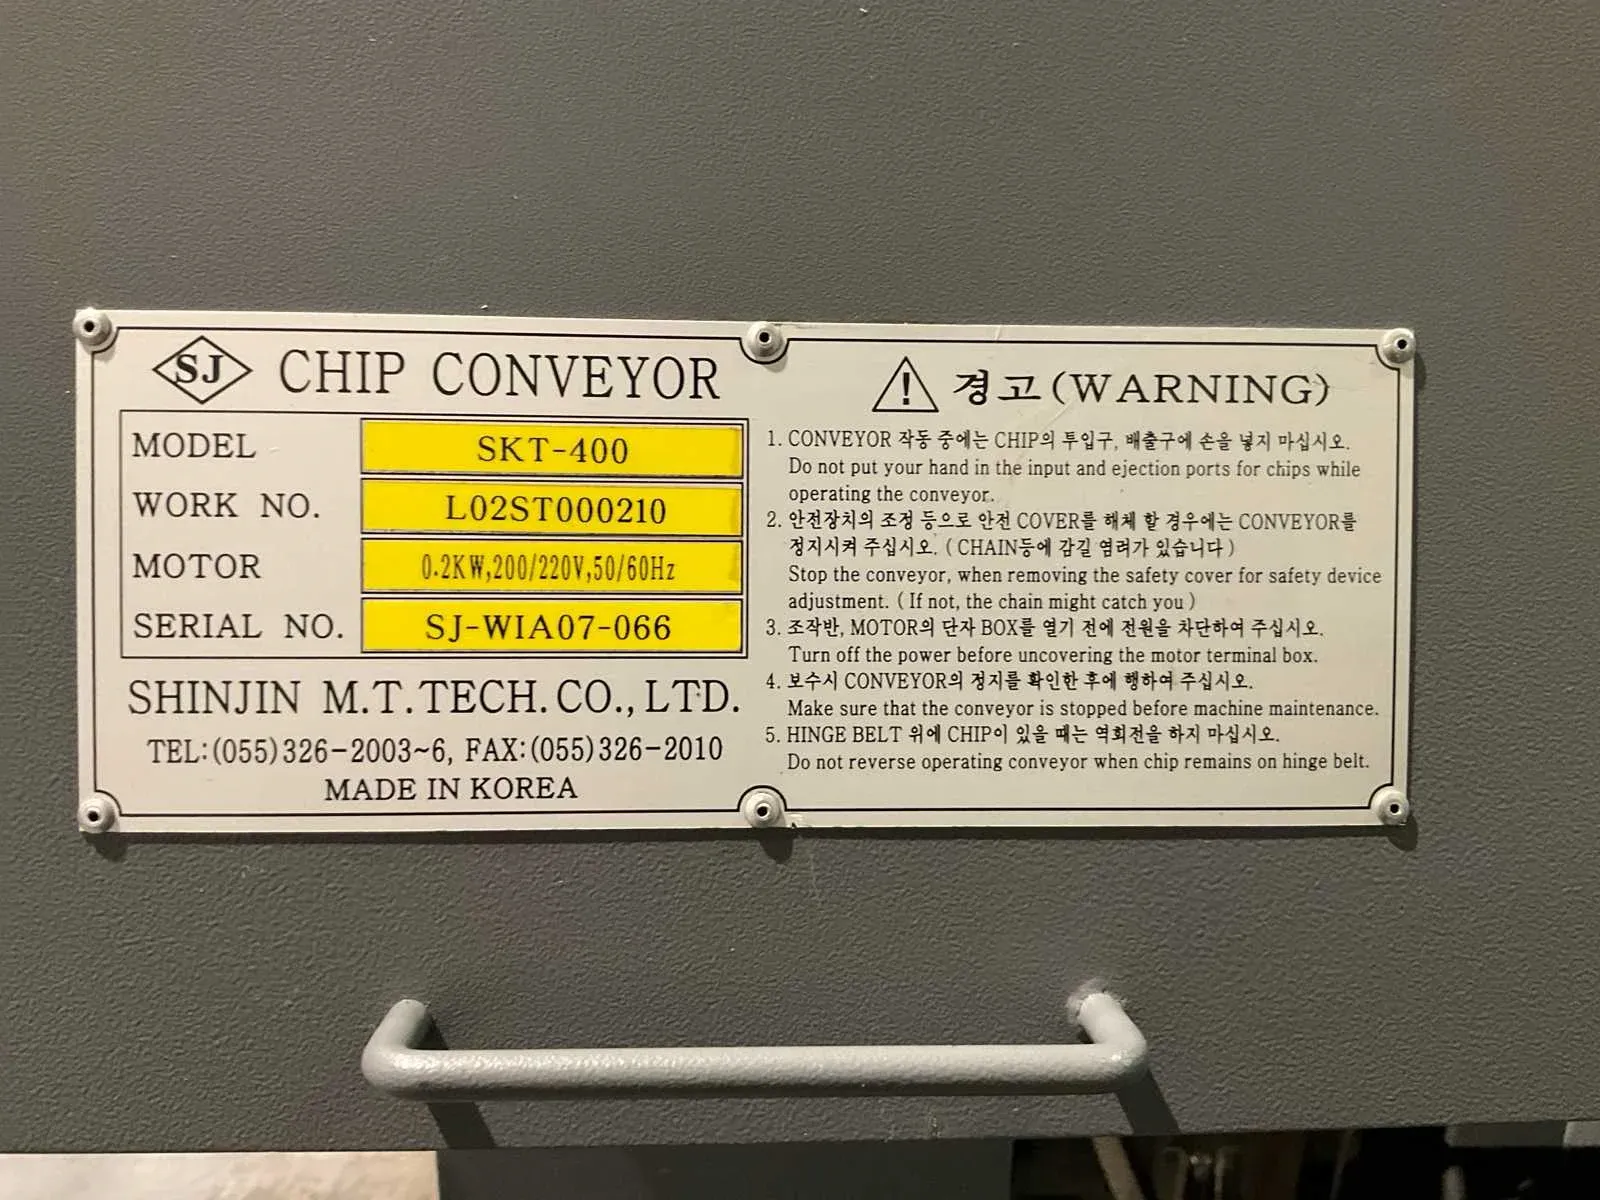 SJ CHIP CONVEYOR
MODEL SKT-400
WORK NO. L02ST000210
MOTOR 0.2KW,200/220V,50/60Hz
SERIAL NO. SJ-WIA07-066
SHINJIN M.T.TECH.CO.,LTD.
TEL:(055)326-2003~6, FAX:(055)326-2010
MADE IN KOREA
경고(WARNING)
1. CONVEYOR 작동 중에는 CHIP의 투입구, 배출구에 손을 넣지 마십시오.
Do not put your hand in the input and ejection ports for chips while
operating the conveyor.
2. 안전장치의 조정 등으로 안전 COVER를 해체 할 경우에는 CONVEYOR를
정지시켜 주십시오. (CHAIN등에 감길 염려가 있습니다)
Stop the conveyor, when removing the safety cover for safety device
adjustment. (If not, the chain might catch you)
3. 조작반, MOTOR의 단자 BOX를 열기 전에 전원을 차단하여 주십시오.
Turn off the power before uncovering the motor terminal box.
4. 보수시 CONVEYOR의 정지를 확인한 후에 행하여 주십시오.
Make sure that the conveyor is stopped before machine maintenance.
5. HINGE BELT 위에 CHIP이 있을 때는 역회전을 하지 마십시오.
Do not reverse operating conveyor when chip remains on hinge belt.